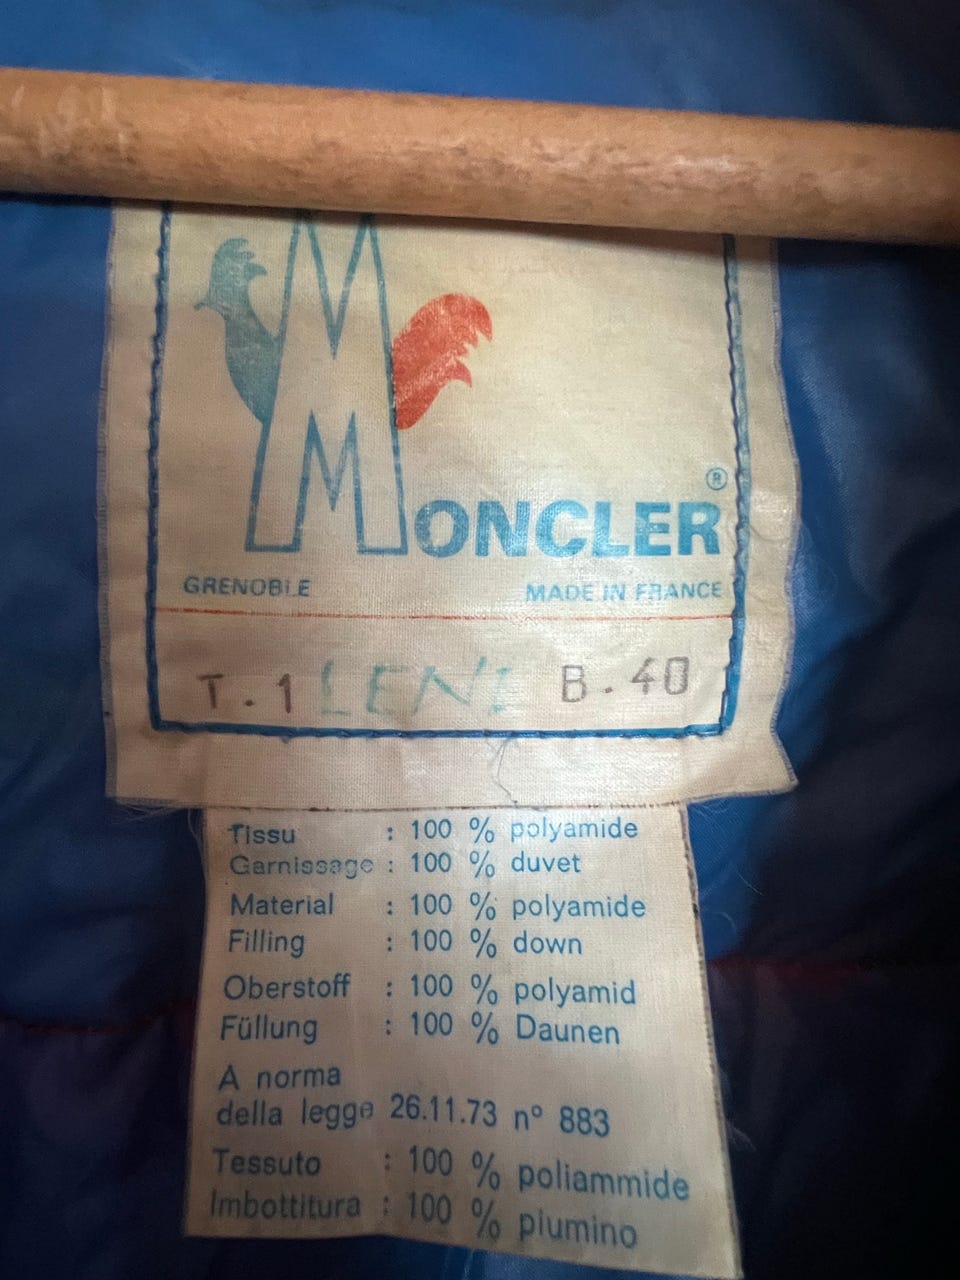 MONCLER ®
GRENOBLE MADE IN FRANCE
T.1 LENI B.40
Tissu : 100 % polyamide
Garnissage : 100 % duvet
Material : 100 % polyamide
Filling : 100 % down
Oberstoff : 100 % polyamid
Füllung : 100 % Daunen
A norma
della legge 26.11.73 n° 883
Tessuto : 100 % poliammide
Imbottitura : 100 % piumino